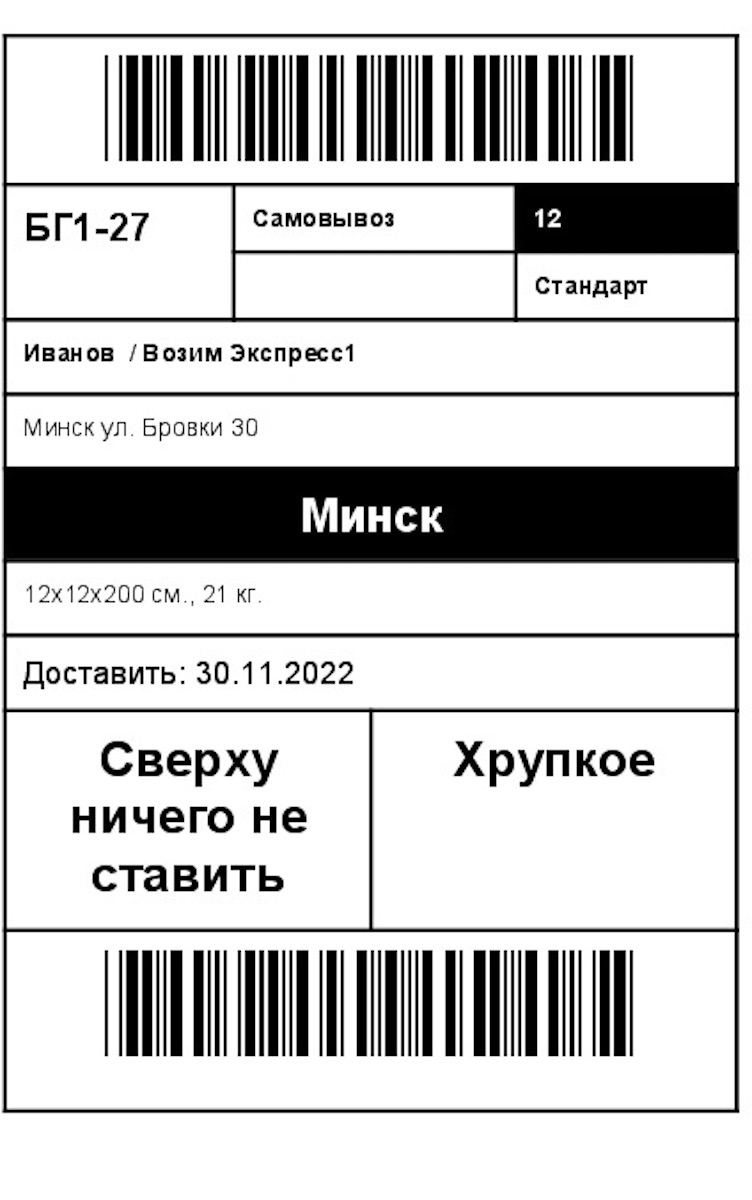 БГ1-27
Самовывоз
12
Стандарт
Иванов / Возим Экспресс1
Минск ул. Бровки 30
Минск
12х12х200 см., 21 кг.
Доставить: 30.11.2022
Сверху
ничего не
ставить
Хрупкое